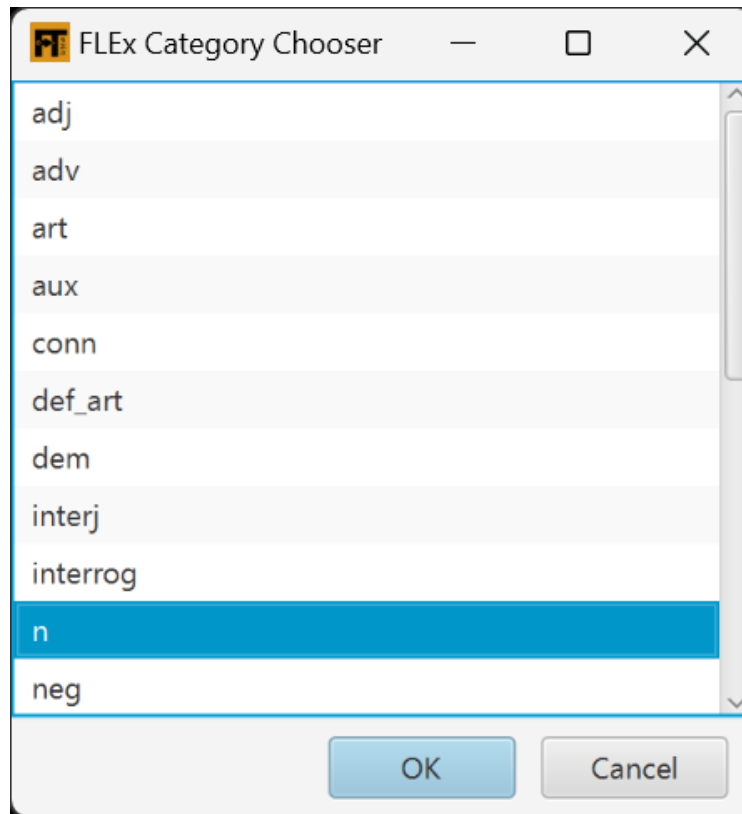 FLEx Category Chooser
adj
adv
art
aux
conn
def_art
dem
interj
interrog
n
neg
OK Cancel